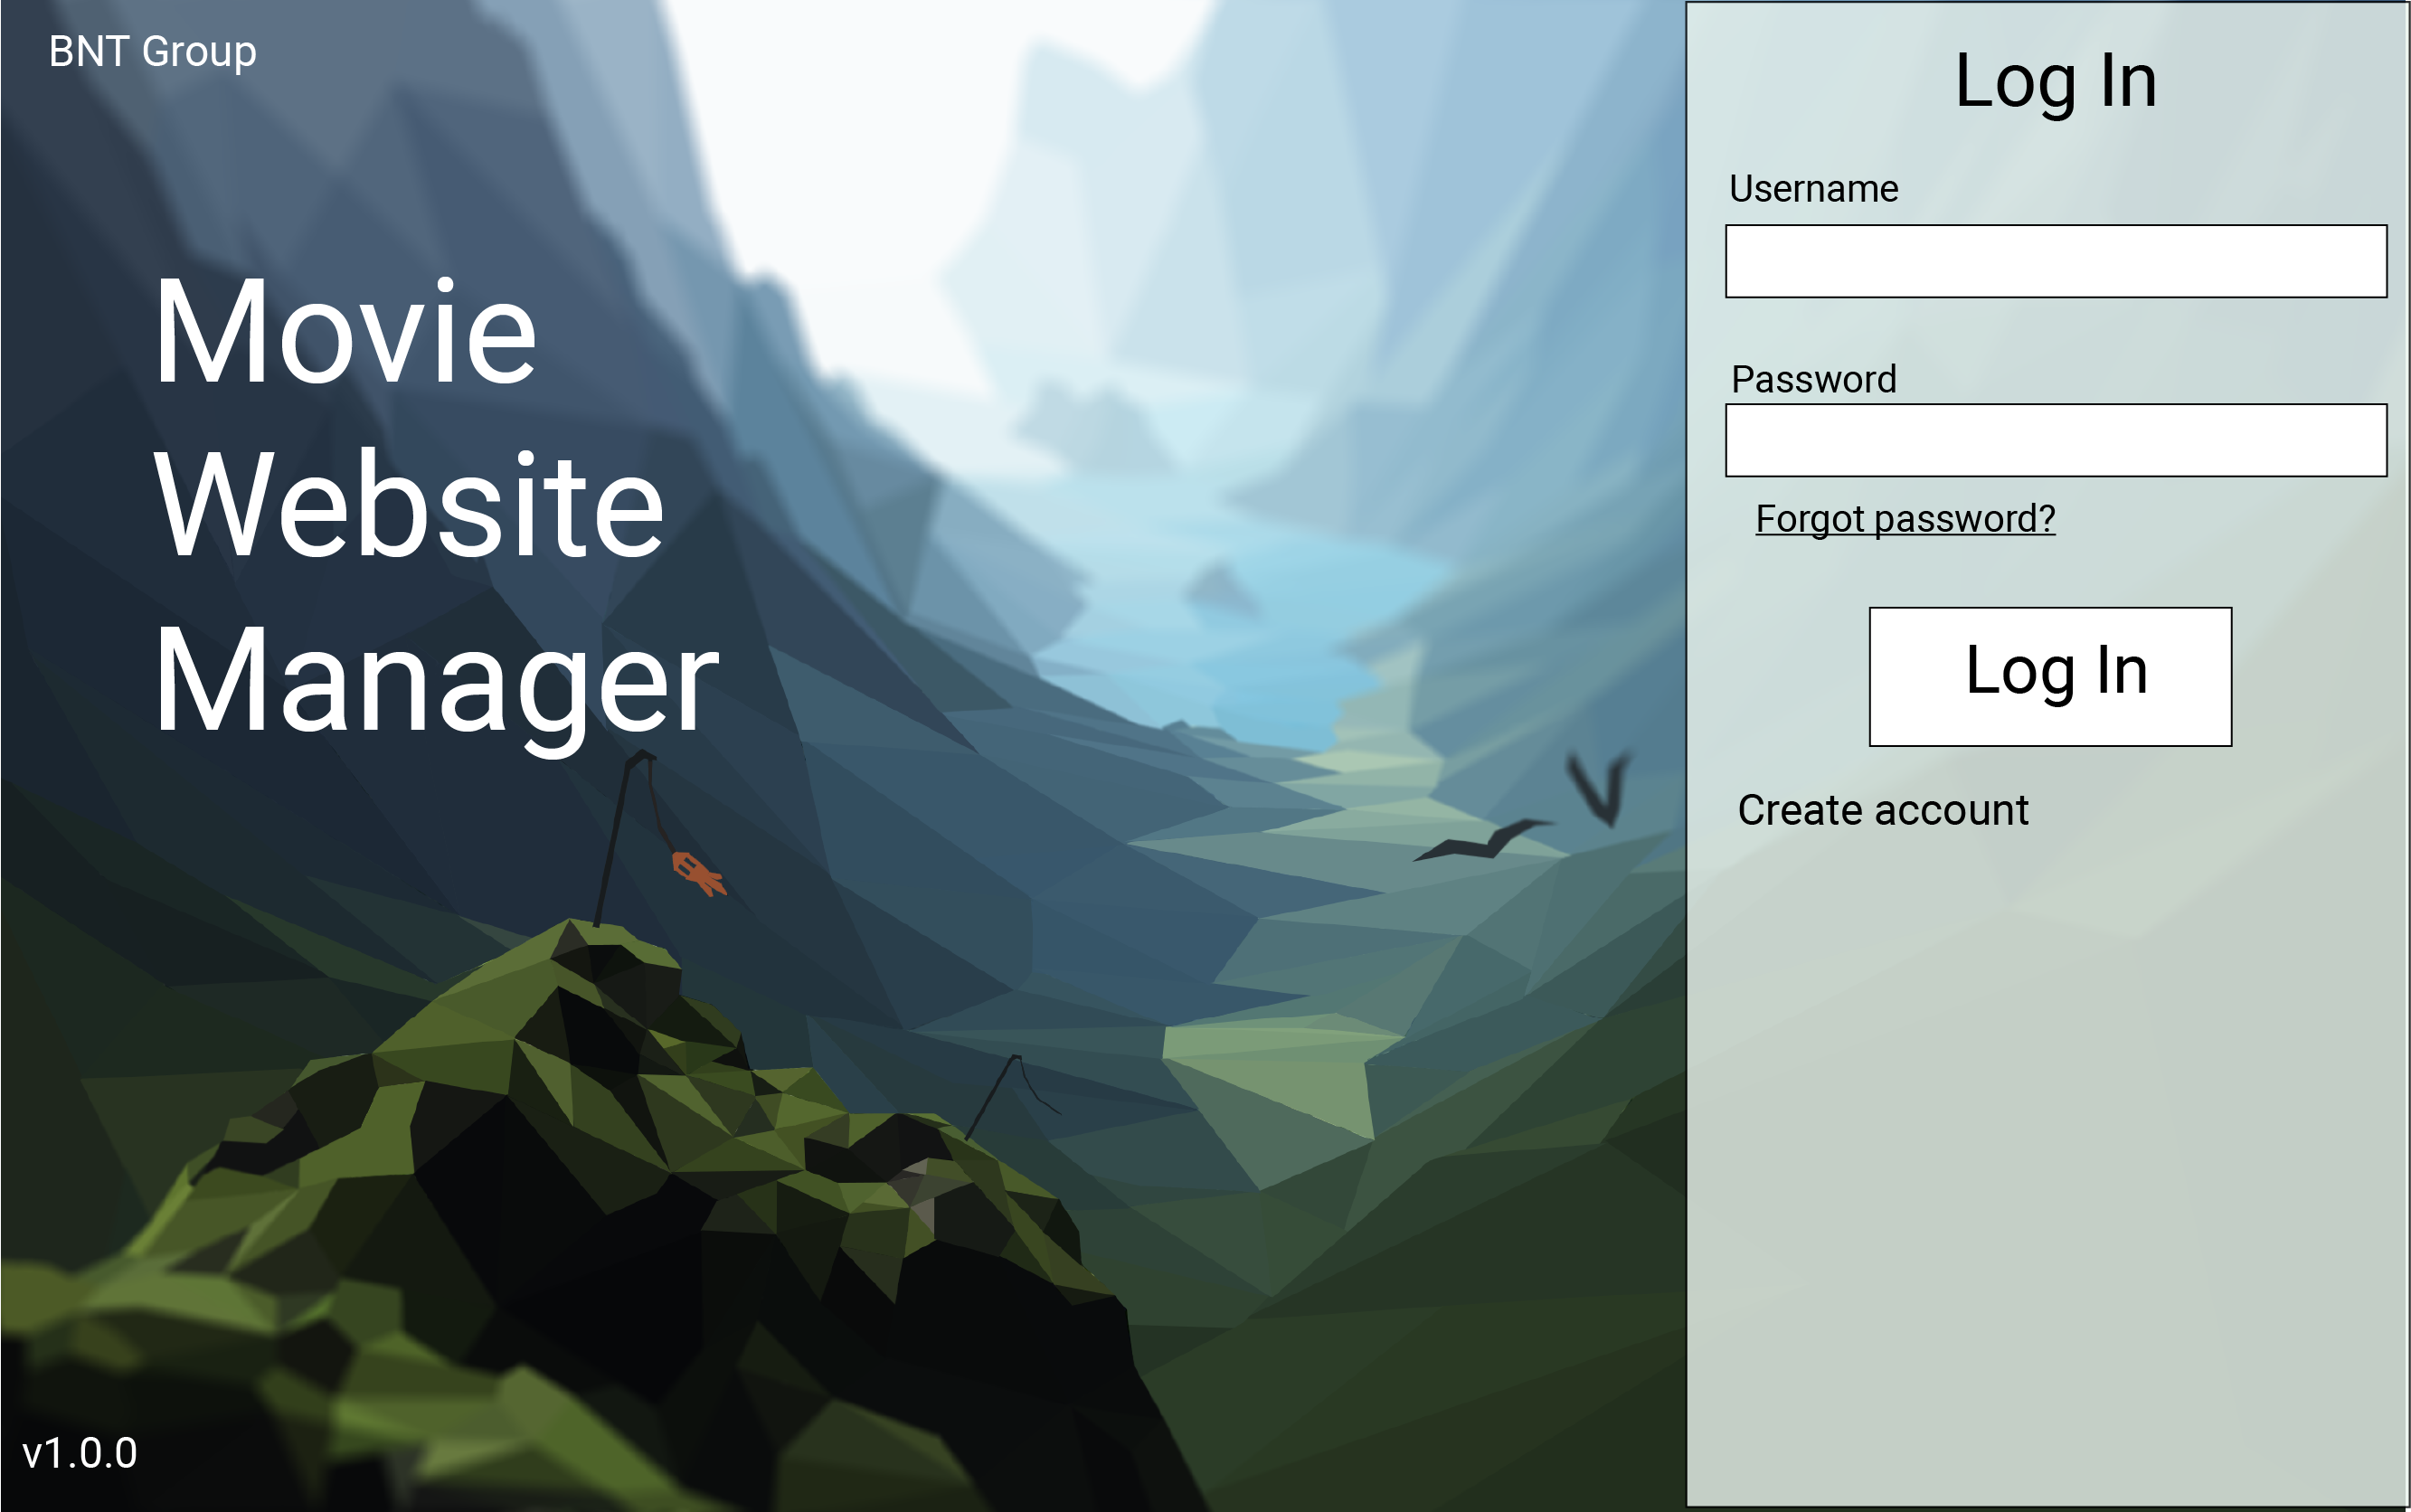 BNT Group
Movie
Website
Manager
v1.0.0
Log In
Username
Password
Forgot password?
Log In
Create account